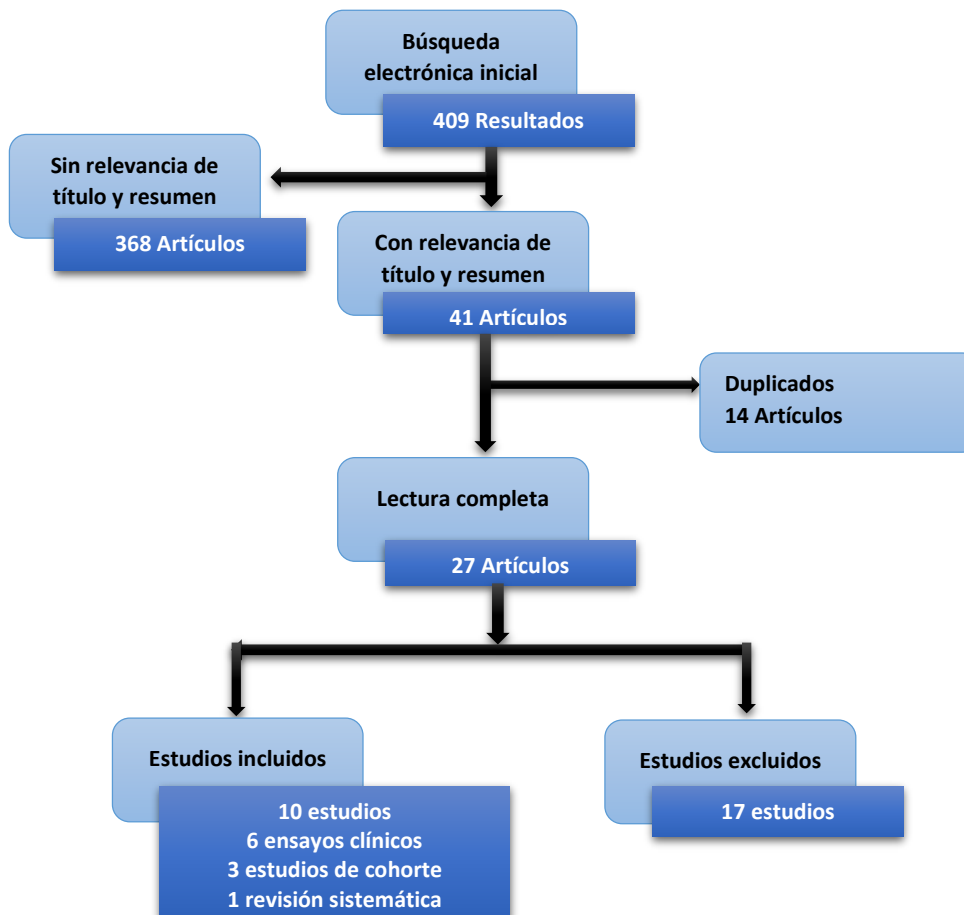 Búsqueda
electrónica inicial
409 Resultados
Sin relevancia de
título y resumen
368 Artículos
Con relevancia de
título y resumen
41 Artículos
Duplicados
14 Artículos
Lectura completa
27 Artículos
Estudios incluidos
10 estudios
6 ensayos clínicos
3 estudios de cohorte
1 revisión sistemática
Estudios excluidos
17 estudios